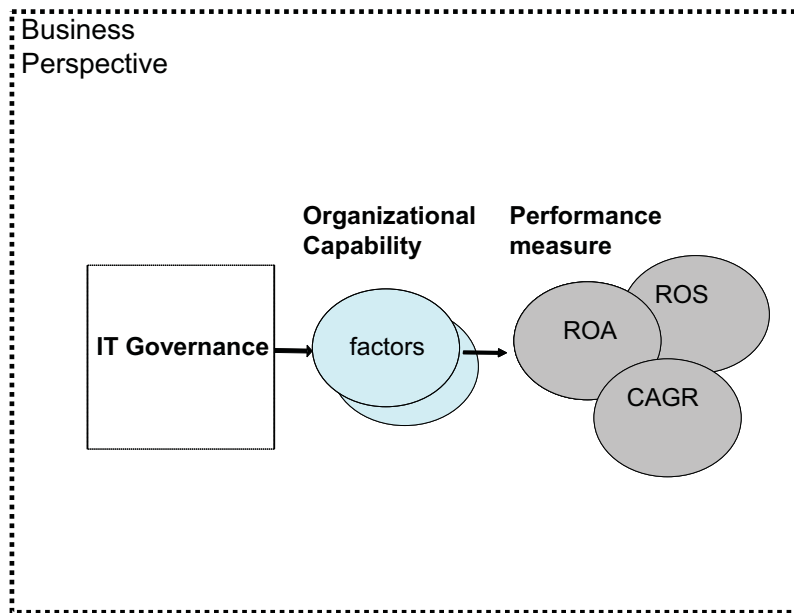 Business
Perspective
Organizational
Capability
Performance
measure
IT Governance
factors
ROA
ROS
CAGR